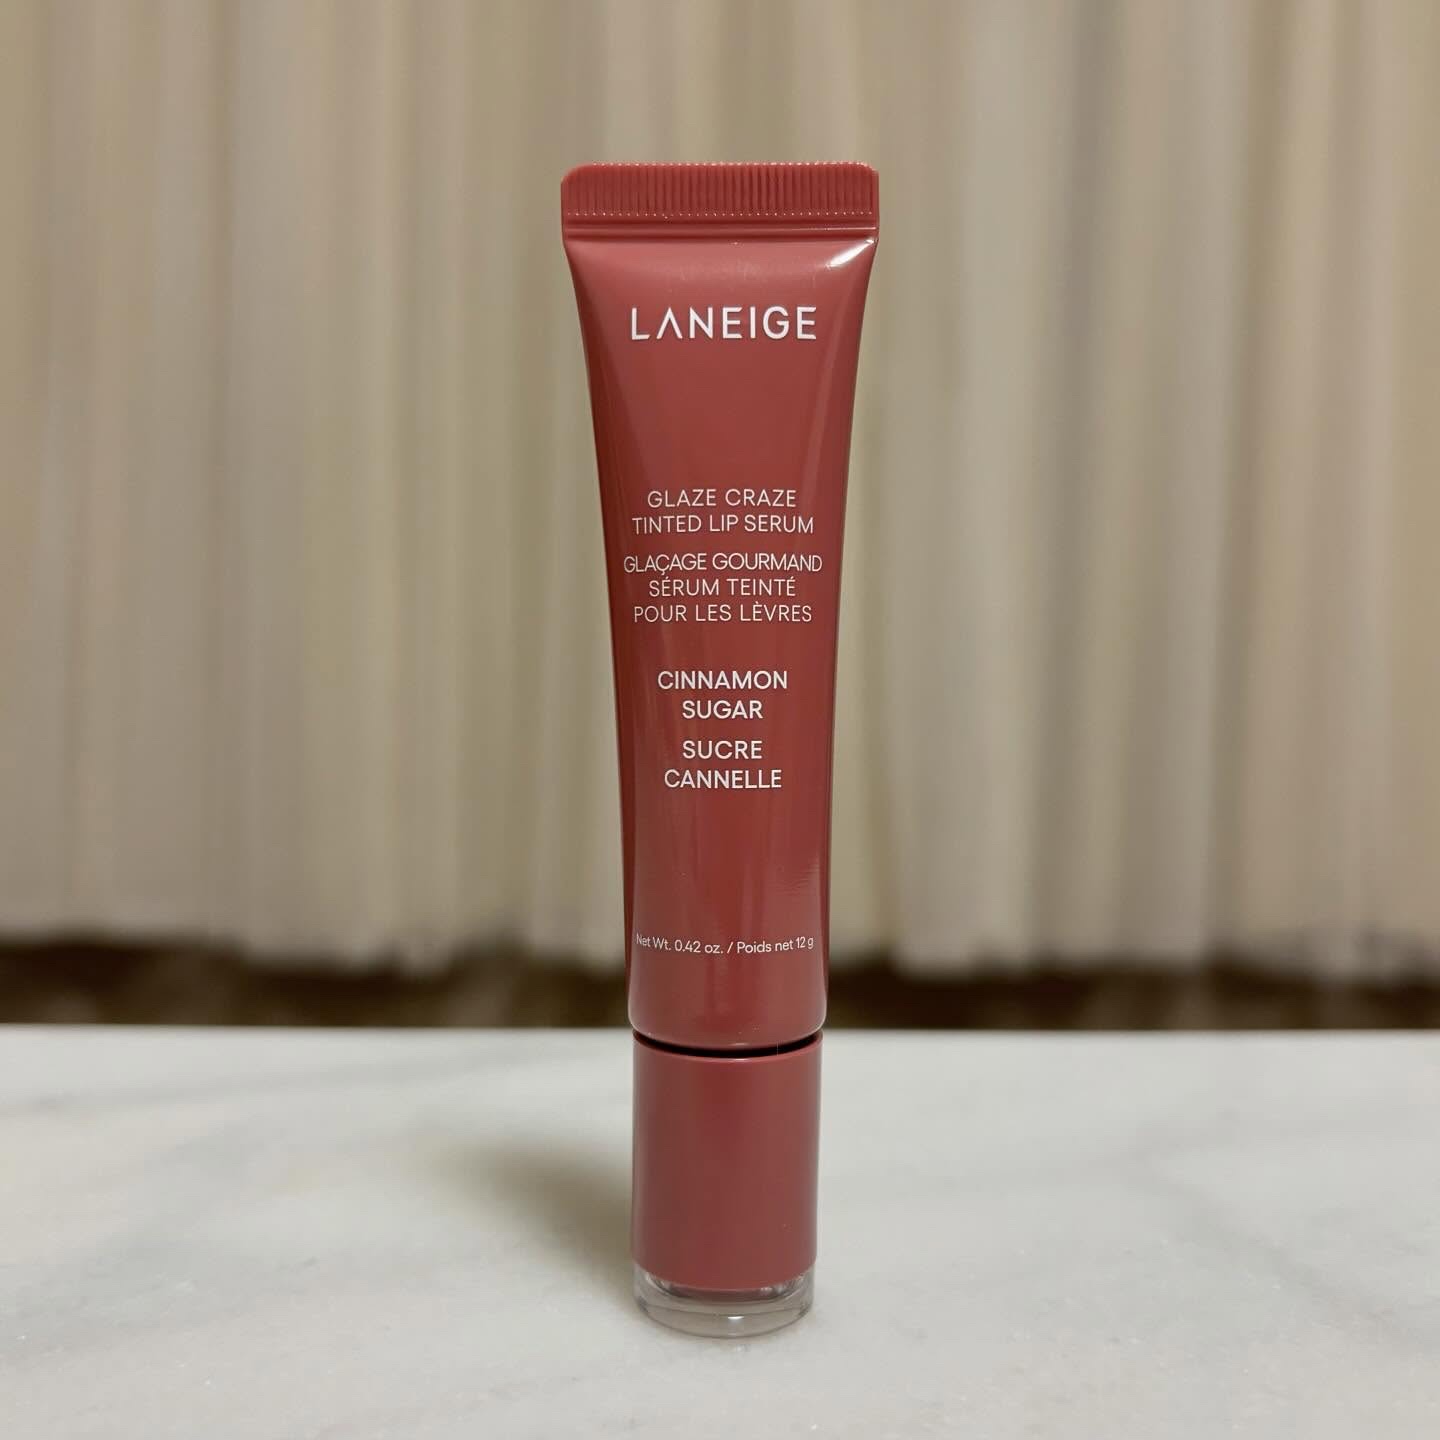 LANEIGE
GLAZE CRAZE
TINTED LIP SERUM
GLAÇAGE GOURMAND
SÉRUM TEINTÉ
POUR LES LÈVRES
CINNAMON
SUGAR
SUCRE
CANNELLE
Net Wt. 0.42 oz. / Poids net 12 g